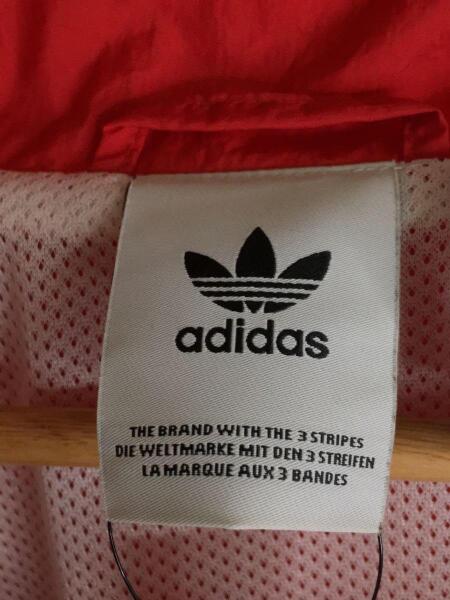 adidas
THE BRAND WITH THE 3 STRIPES
DIE WELTMARKE MIT DEN 3 STREIFEN
LA MARQUE AUX 3 BANDES